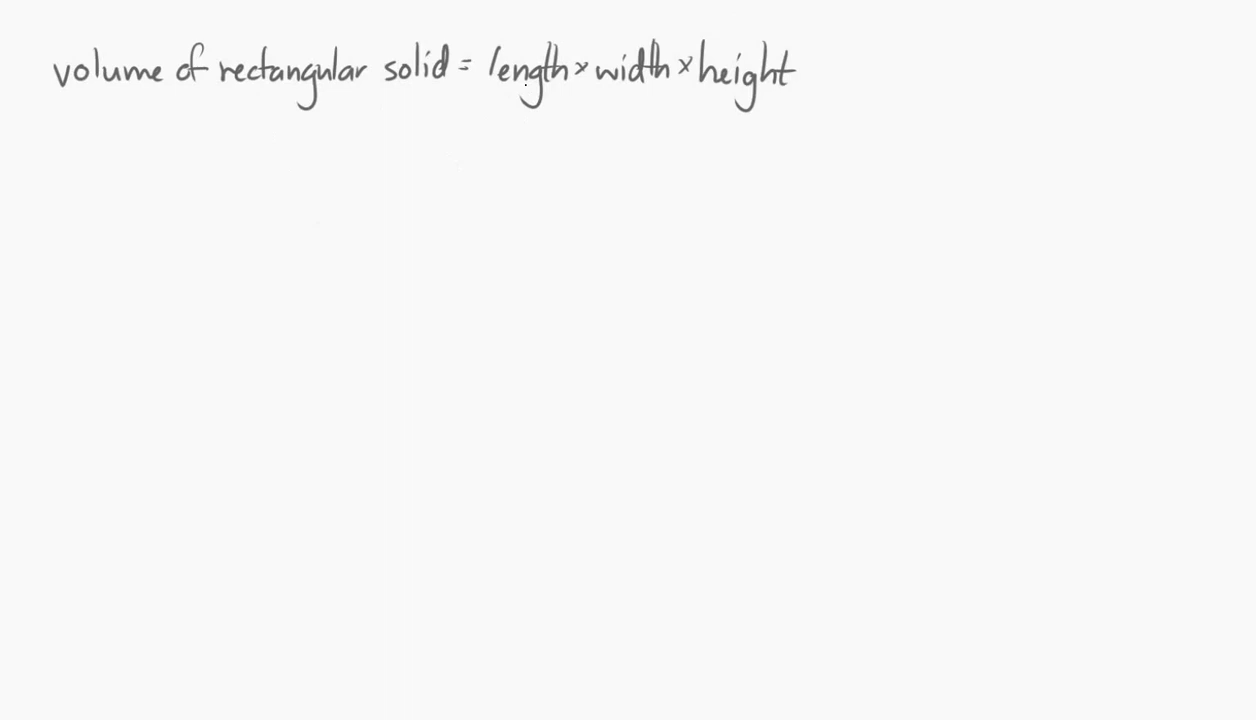 volume of rectangular solid = length × width × height